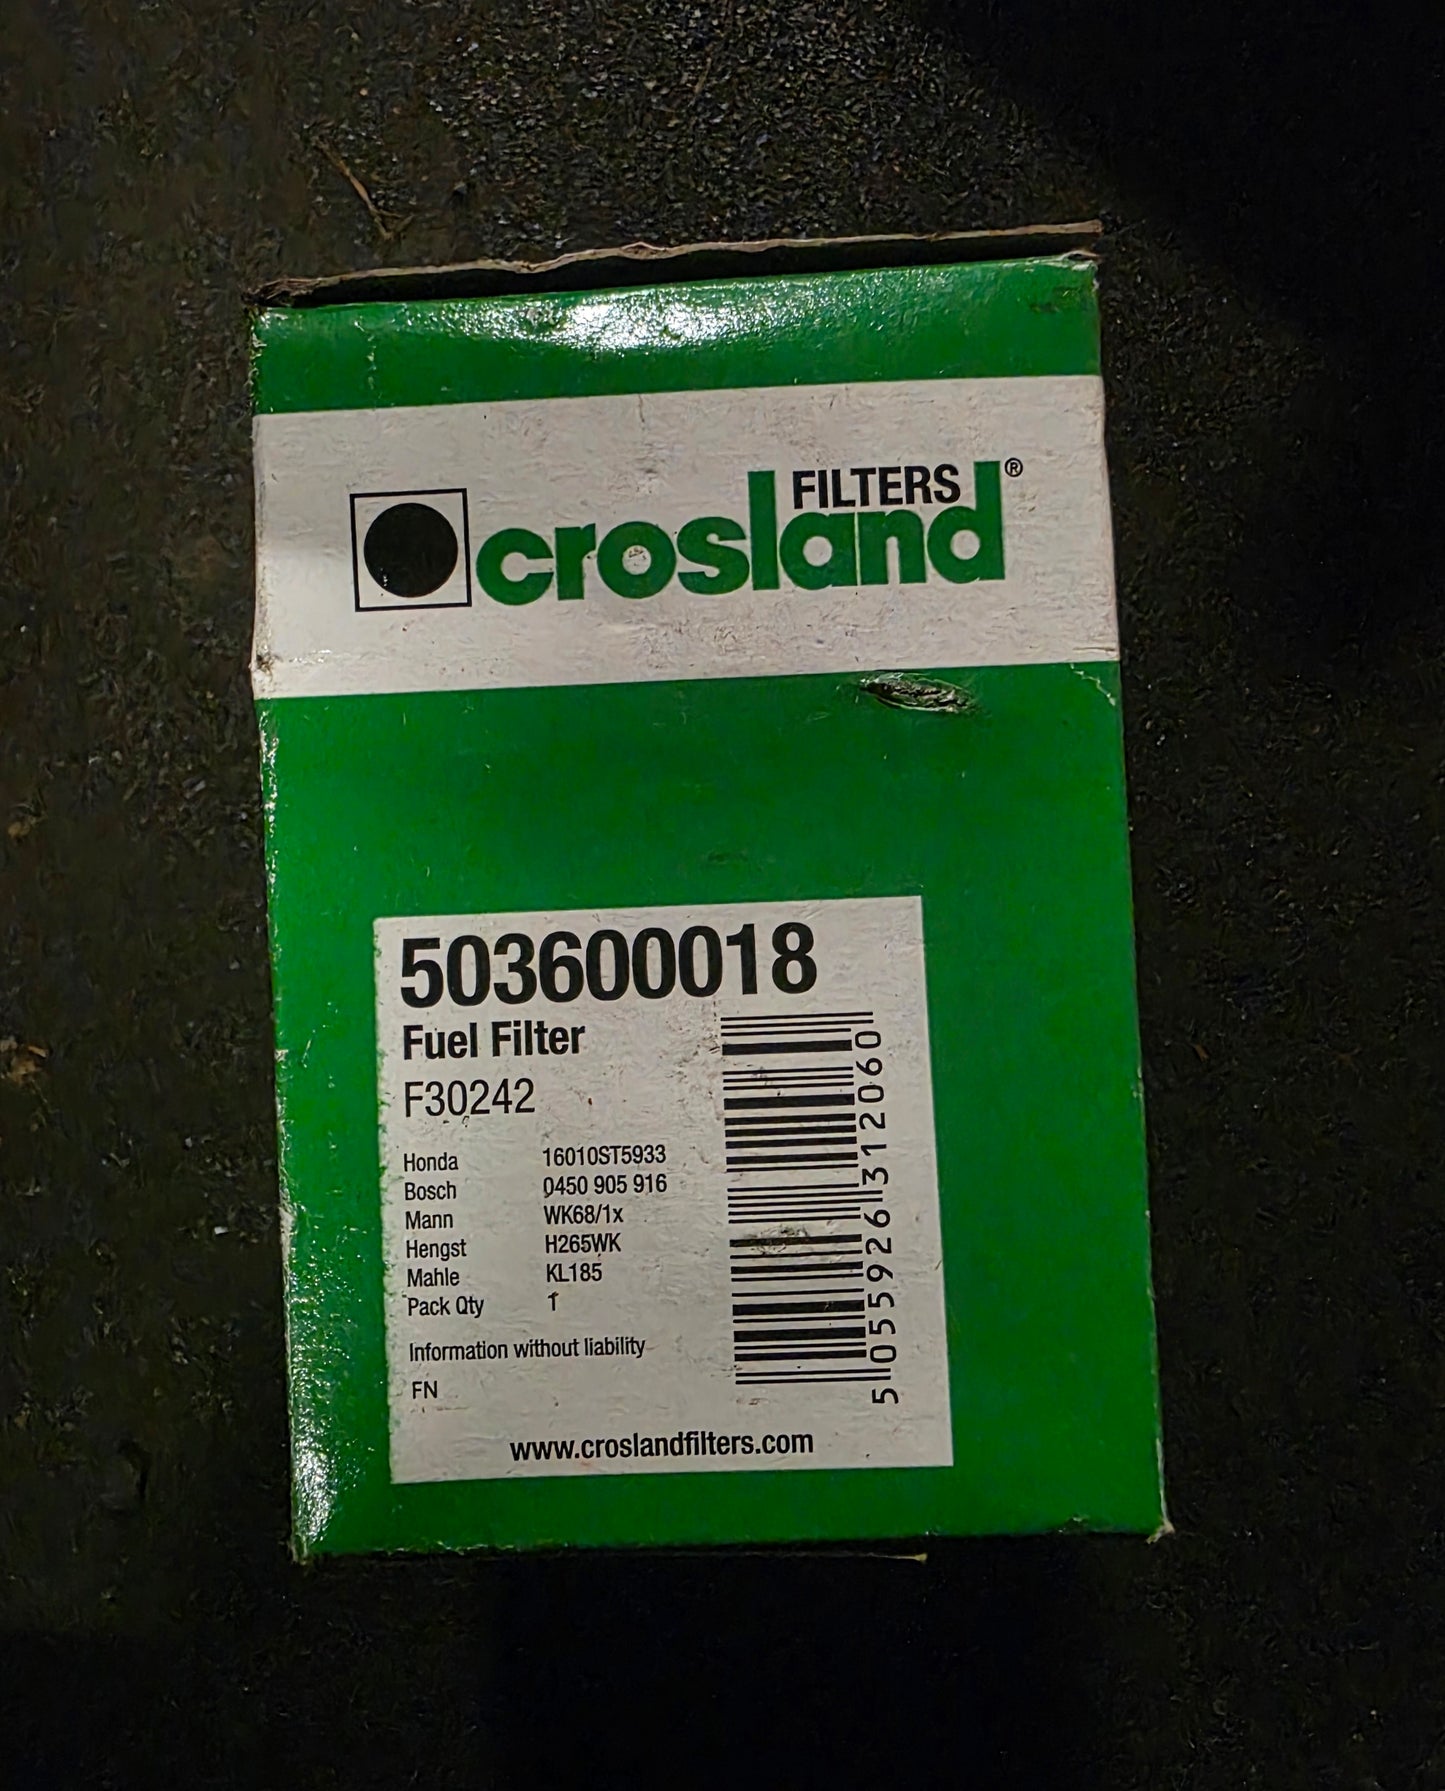 FILTERS
crosland®
503600018
Fuel Filter
F30242
Honda 16010ST5933
Bosch 0450 905 916
Mann WK68/1x
Hengst H265WK
Mahle KL185
Pack Qty 1
Information without liability
FN
www.croslandfilters.com
5 055926 312060